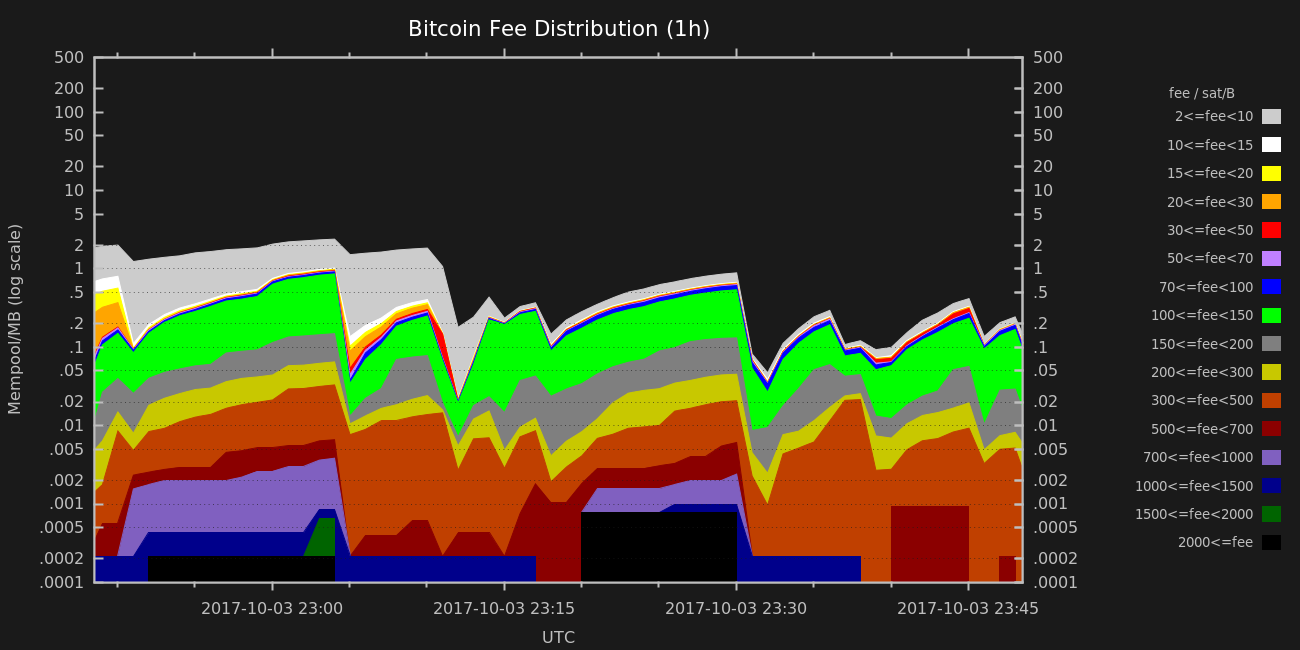 Bitcoin Fee Distribution (1h)
Mempool/MB (log scale)
500
200
100
50
20
10
5
2
1
.5
.2
.1
.05
.02
.01
.005
.002
.001
.0005
.0002
.0001
500
200
100
50
20
10
5
2
1
.5
.2
.1
.05
.02
.01
.005
.002
.001
.0005
.0002
.0001
2017-10-03 23:00
2017-10-03 23:15
2017-10-03 23:30
2017-10-03 23:45
UTC
fee / sat/B
2<=fee<10
10<=fee<15
15<=fee<20
20<=fee<30
30<=fee<50
50<=fee<70
70<=fee<100
100<=fee<150
150<=fee<200
200<=fee<300
300<=fee<500
500<=fee<700
700<=fee<1000
1000<=fee<1500
1500<=fee<2000
2000<=fee